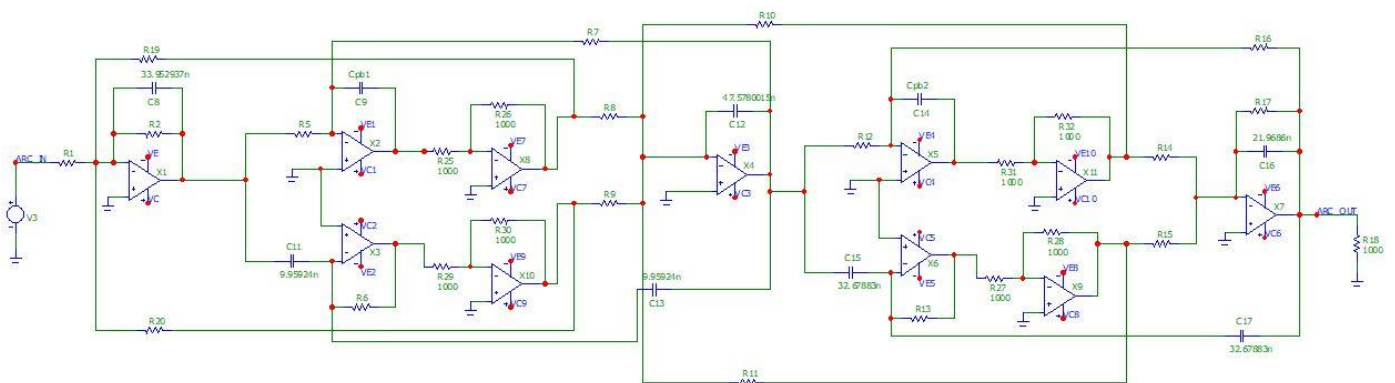 R10
R7
R16
R19
33.952937n
C8
Cpb1
C9
R26
1000
R8
47.5780015n
C12
Cpb2
C14
R32
1000
R17
21.9686n
C16
R2
R5
VE1
X2
VC1
R25
1000
VE7
X8
VC7
R12
VE4
X5
VC4
R31
1000
VE10
X11
VC10
R14
ARC_IN
R1
VE
X1
VC
VE3
X4
VC3
VE6
X7
VC6
ARC_OUT
V3
C11
9.95924n
VC2
X3
VE2
R30
1000
R29
1000
VE9
X10
VC9
R9
9.95924n
C13
C15
32.67883n
VC5
X6
VE5
R28
1000
R27
1000
VE8
X9
VC8
R15
R18
1000
R6
R13
R20
C17
32.67883n
R11